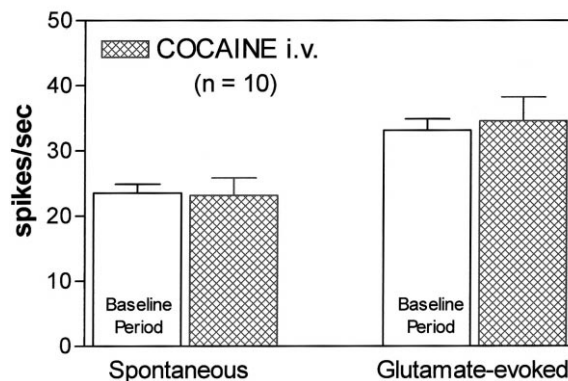 50
40
30
20
10
0
spikes/sec
COCAINE i.v.
(n = 10)
Baseline
Period
Baseline
Period
Spontaneous
Glutamate-evoked